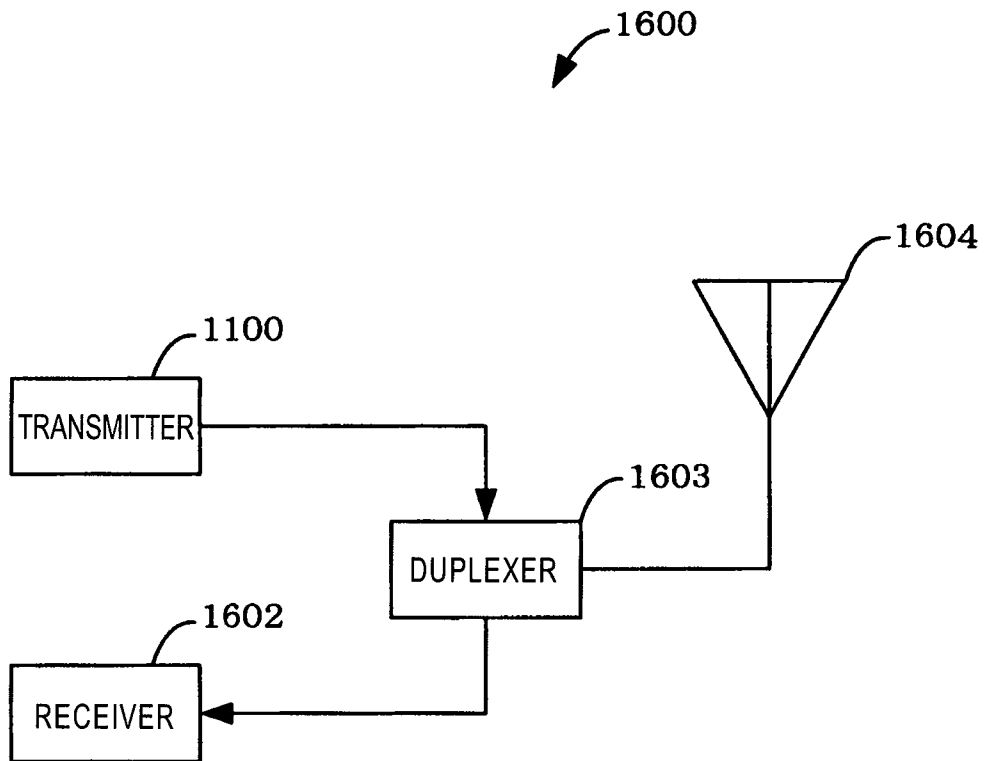 1600
1604
1100
TRANSMITTER
1603
DUPLEXER
1602
RECEIVER